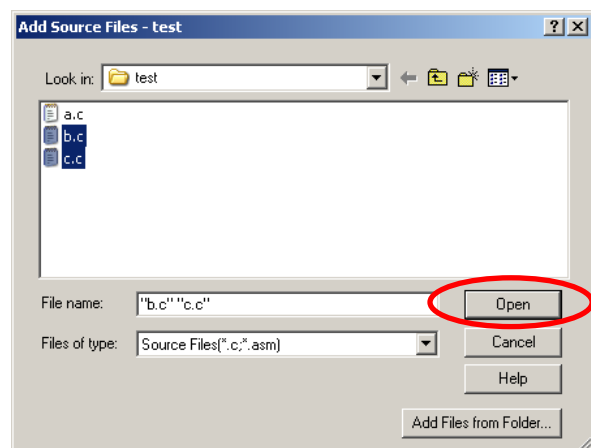 Add Source Files - test
Look in: test
a.c
b.c
c.c
File name: "b.c" "c.c" Open
Files of type: Source Files(*.c;*.asm) Cancel
Help
Add Files from Folder...